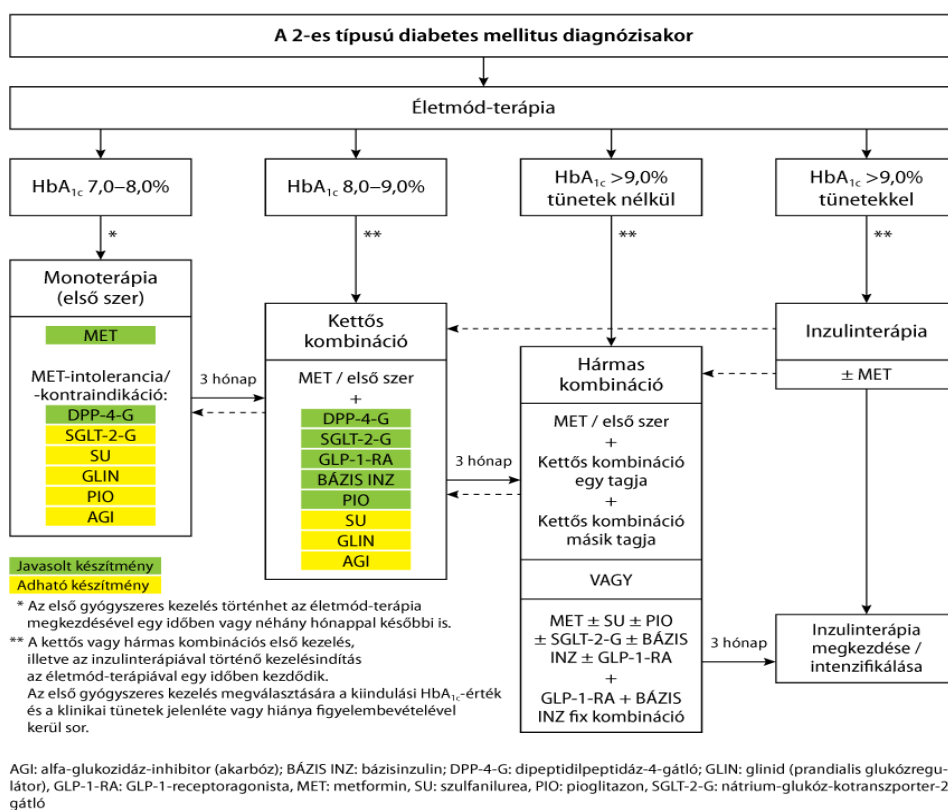 A 2-es típusú diabetes mellitus diagnózisakor
Életmód-terápia
HbA1c 7,0–8,0%
HbA1c 8,0–9,0%
HbA1c >9,0%
tünetek nélkül
HbA1c >9,0%
tünetekkel
*
**
**
**
Monoterápia
(első szer)
MET
MET-intolerancia/
-kontraindikáció:
DPP-4-G
SGLT-2-G
SU
GLIN
PIO
AGI
3 hónap
Kettős
kombináció
MET / első szer
+
DPP-4-G
SGLT-2-G
GLP-1-RA
BÁZIS INZ
PIO
SU
GLIN
AGI
3 hónap
Hármas
kombináció
MET / első szer
+
Kettős kombináció
egy tagja
+
Kettős kombináció
másik tagja
VAGY
MET ± SU ± PIO
± SGLT-2-G ± BÁZIS
INZ ± GLP-1-RA
+
GLP-1-RA + BÁZIS
INZ fix kombináció
3 hónap
Inzulinterápia
± MET
Inzulinterápia
megkezdése /
intenzifikálása
Javasolt készítmény
Adható készítmény
* Az első gyógyszeres kezelés történhet az életmód-terápia
megkezdésével egy időben vagy néhány hónappal később is.
** A kettős vagy hármas kombinációs első kezelés,
illetve az inzulinterápiával történő kezelésindítás
az életmód-terápiával egy időben kezdődik.
Az első gyógyszeres kezelés megválasztására a kiindulási HbA1c-érték
és a klinikai tünetek jelenléte vagy hiánya figyelembevételével
kerül sor.
AGI: alfa-glukozidáz-inhibitor (akarbóz); BÁZIS INZ: bázisinzulin; DPP-4-G: dipeptidilpeptidáz-4-gátló; GLIN: glinid (prandialis glukózregu-
látor), GLP-1-RA: GLP-1-receptoragonista, MET: metformin, SU: szulfanilurea, PIO: pioglitazon, SGLT-2-G: nátrium-glukóz-kotranszporter-2-
gátló